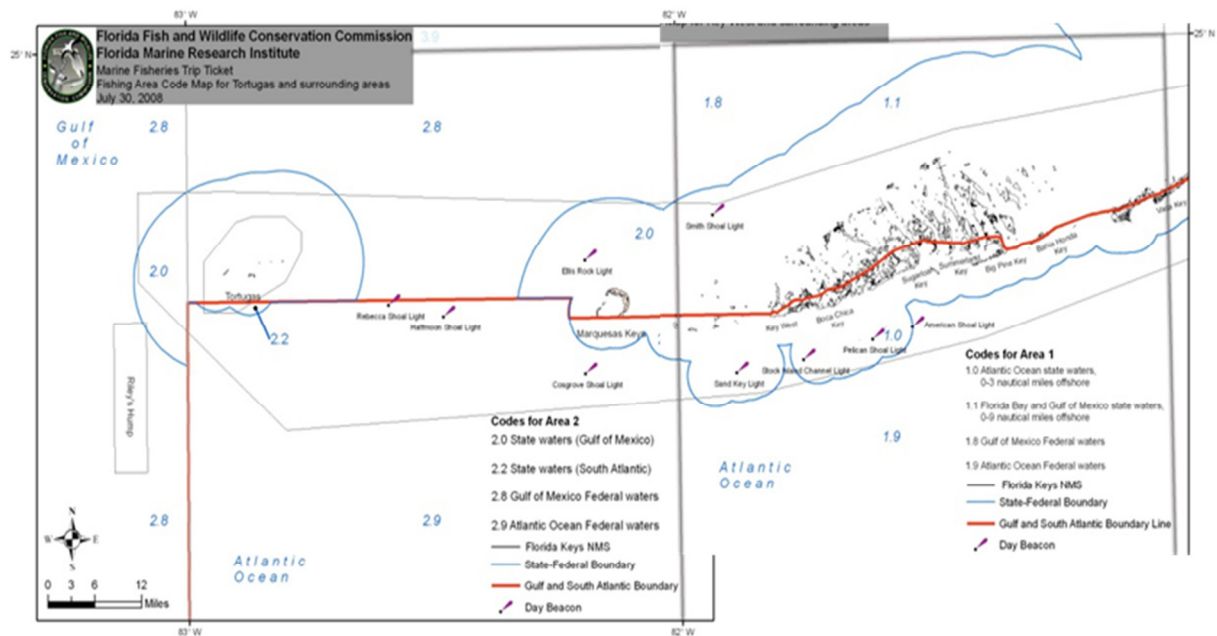 83° W
82° W
25° N
25° N
Florida Fish and Wildlife Conservation Commission
3.9
Florida Marine Research Institute
Marine Fisheries Trip Ticket
Fishing Area Code Map for Tortugas and surrounding areas
July 30, 2008
Map for Key West and surrounding areas
Gulf
of
Mexico
2.8
2.8
1.8
1.1
Smith Shoal Light
2.0
2.0
Ellis Rock Light
Vaca Key
Bahia Honda
Key
Big Pine Key
Summerland
Key
Sugarloaf
Key
Boca Chica
Key
Key West
Tortugas
2.2
Rebecca Shoal Light
Halfmoon Shoal Light
Marquesas Keys
Cosgrove Shoal Light
Sand Key Light
Stock Island Channel Light
Pelican Shoal Light
1.0
American Shoal Light
Riley's Hump
Codes for Area 1
1.0 Atlantic Ocean state waters,
0-3 nautical miles offshore
1.1 Florida Bay and Gulf of Mexico state waters,
0-9 nautical miles offshore
1.8 Gulf of Mexico Federal waters
1.9 Atlantic Ocean Federal waters
Florida Keys NMS
State-Federal Boundary
Gulf and South Atlantic Boundary Line
Day Beacon
1.9
Atlantic
Ocean
Codes for Area 2
2.0 State waters (Gulf of Mexico)
2.2 State waters (South Atlantic)
2.8 Gulf of Mexico Federal waters
2.9 Atlantic Ocean Federal waters
Florida Keys NMS
State-Federal Boundary
Gulf and South Atlantic Boundary
Day Beacon
2.8
2.9
Atlantic
Ocean
N
W
E
S
0 3 6 12
Miles
83° W
82° W